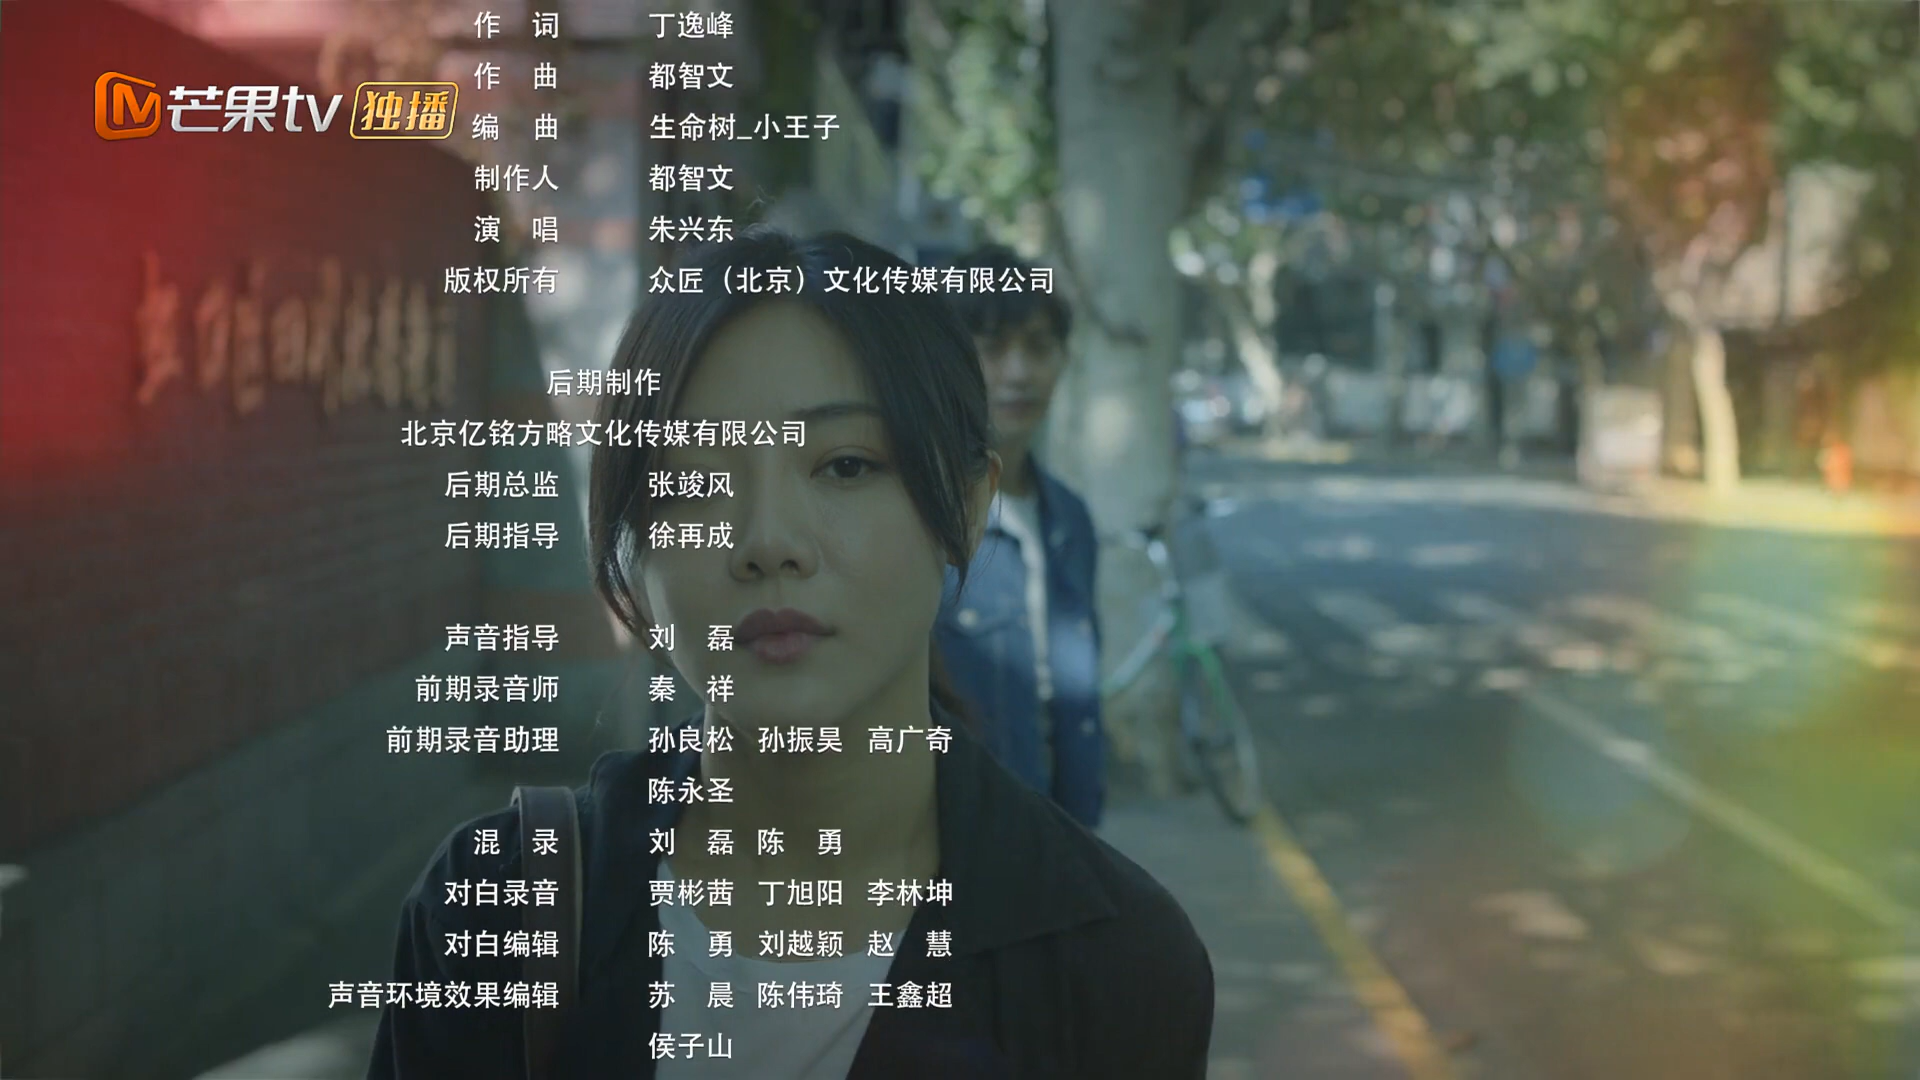 作 词 丁逸峰
作 曲 都智文
芒果tv 独播
编 曲 生命树_小王子
制作人 都智文
演 唱 朱兴东
版权所有 众匠（北京）文化传媒有限公司
后期制作
北京亿铭方略文化传媒有限公司
后期总监 张竣风
后期指导 徐再成
声音指导 刘 磊
前期录音师 秦 祥
前期录音助理 孙良松 孙振昊 高广奇
陈永圣
混 录 刘 磊 陈 勇
对白录音 贾彬茜 丁旭阳 李林坤
对白编辑 陈 勇 刘越颖 赵 慧
声音环境效果编辑 苏 晨 陈伟琦 王鑫超
侯子山